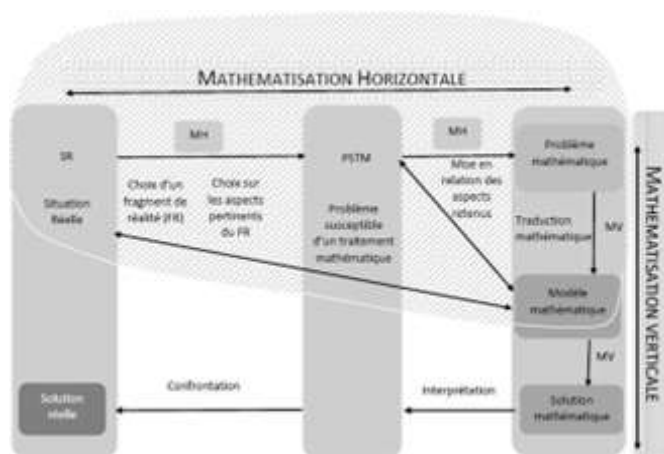 MATHEMATISATION HORIZONTALE
MH
MH
SR
Situation
Réelle
Choix d'un
fragment de
réalité (FR)
Choix sur
les aspects
pertinents
du FR
PSTM
Problème
susceptible
d'un traitement
mathématique
Mise en
relation des
aspects
retenus
Problème
mathématique
Traduction
mathématique
MV
Modèle
mathématique
MV
Solution
mathématique
Interprétation
Confrontation
Solution
réelle
MATHÉMATISATION VERTICALE